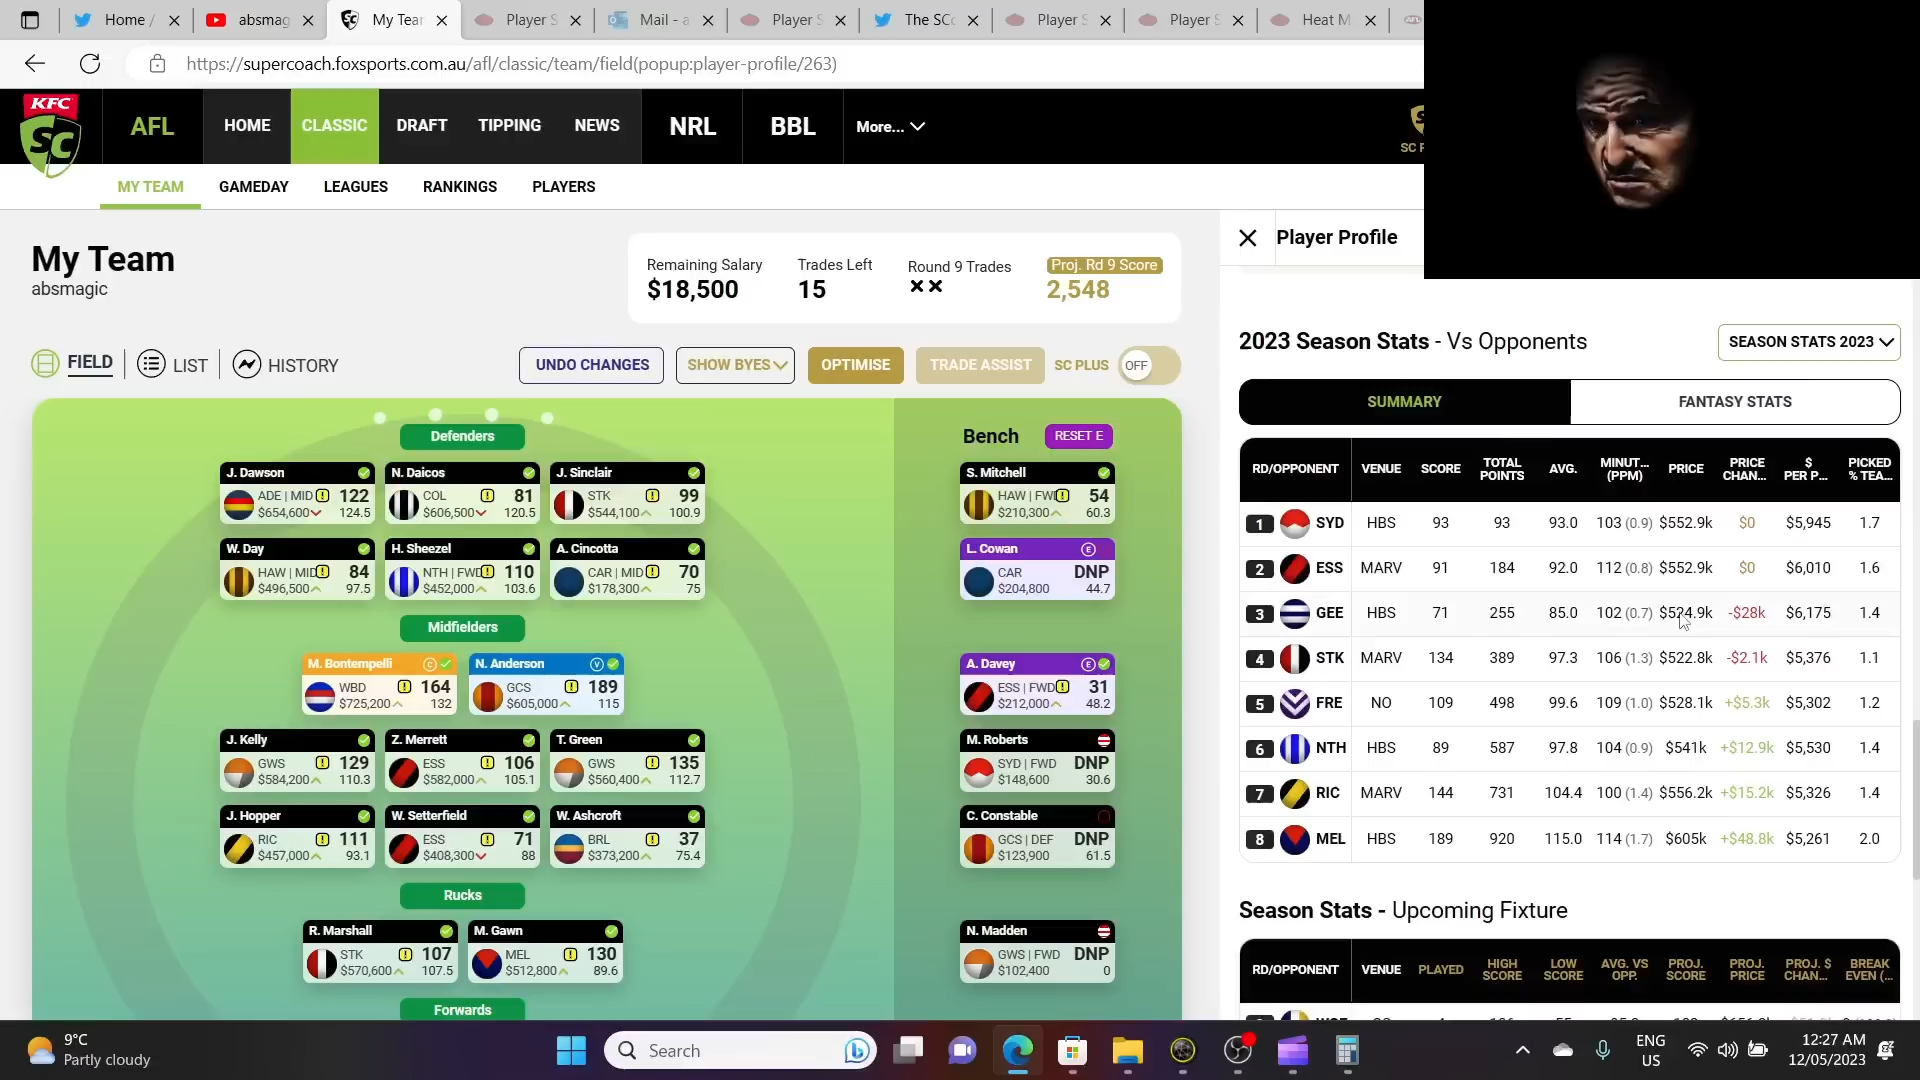 Home /
absmag
My Tear
Player S
Mail - a
Player S
The SCo
Player S
Player S
Heat M
https://supercoach.foxsports.com.au/afl/classic/team/field(popup:player-profile/263)
KFC
SC
AFL
HOME
CLASSIC
DRAFT
TIPPING
NEWS
NRL
BBL
More...
SC P
MY TEAM
GAMEDAY
LEAGUES
RANKINGS
PLAYERS
My Team
absmagic
Remaining Salary
$18,500
Trades Left
15
Round 9 Trades
Proj. Rd 9 Score
2,548
FIELD
LIST
HISTORY
UNDO CHANGES
SHOW BYES
OPTIMISE
TRADE ASSIST
SC PLUS
OFF
Defenders
Bench
RESET E
J. Dawson
ADE | MID 122
$654,600 124.5
N. Daicos
COL 81
$606,500 120.5
J. Sinclair
STK 99
$544,100 100.9
S. Mitchell
HAW | FWD 54
$210,300 60.3
W. Day
HAW | MID 84
$496,500 97.5
H. Sheezel
NTH | FWD 110
$452,000 103.6
A. Cincotta
CAR | MID 70
$178,300 75
L. Cowan E
CAR DNP
$204,800 44.7
Midfielders
M. Bontempelli C
WBD 164
$725,200 132
N. Anderson V
GCS 189
$605,000 115
A. Davey E
ESS | FWD 31
$212,000 48.2
J. Kelly
GWS 129
$584,200 110.3
Z. Merrett
ESS 106
$582,000 105.1
T. Green
GWS 135
$560,400 112.7
M. Roberts
SYD | FWD DNP
$148,600 30.6
J. Hopper
RIC 111
$457,000 93.1
W. Setterfield
ESS 71
$408,300 88
W. Ashcroft
BRL 37
$373,200 75.4
C. Constable
GCS | DEF DNP
$123,900 61.5
Rucks
R. Marshall
STK 107
$570,600 107.5
M. Gawn
MEL 130
$512,800 89.6
N. Madden
GWS | FWD DNP
$102,400 0
Forwards
Player Profile
2023 Season Stats - Vs Opponents
SEASON STATS 2023
SUMMARY
FANTASY STATS
RD/OPPONENT VENUE SCORE TOTAL POINTS AVG. MINUT... (PPM) PRICE PRICE CHAN... $ PER P... PICKED % TEA...
1 SYD HBS 93 93 93.0 103 (0.9) $552.9k $0 $5,945 1.7
2 ESS MARV 91 184 92.0 112 (0.8) $552.9k $0 $6,010 1.6
3 GEE HBS 71 255 85.0 102 (0.7) $524.9k -$28k $6,175 1.4
4 STK MARV 134 389 97.3 106 (1.3) $522.8k -$2.1k $5,376 1.1
5 FRE NO 109 498 99.6 109 (1.0) $528.1k +$5.3k $5,302 1.2
6 NTH HBS 89 587 97.8 104 (0.9) $541k +$12.9k $5,530 1.4
7 RIC MARV 144 731 104.4 100 (1.4) $556.2k +$15.2k $5,326 1.4
8 MEL HBS 189 920 115.0 114 (1.7) $605k +$48.8k $5,261 2.0
Season Stats - Upcoming Fixture
RD/OPPONENT VENUE PLAYED HIGH SCORE LOW SCORE AVG. VS OPP. PROJ. SCORE PROJ. PRICE PROJ. $ CHAN... BREAK EVEN (...
9°C
Partly cloudy
Search
ENG
US
12:27 AM
12/05/2023